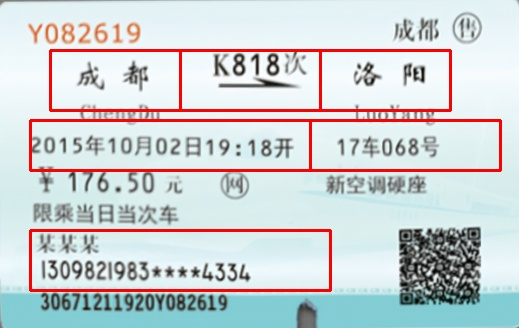 Y082619 成都 售
成都 K818次 洛阳
ChengDu LuoYang
2015年10月02日19:18开 17车068号
¥176.50元 网 新空调硬座
限乘当日当次车
某某某
1309821983****4334
30671211920Y082619